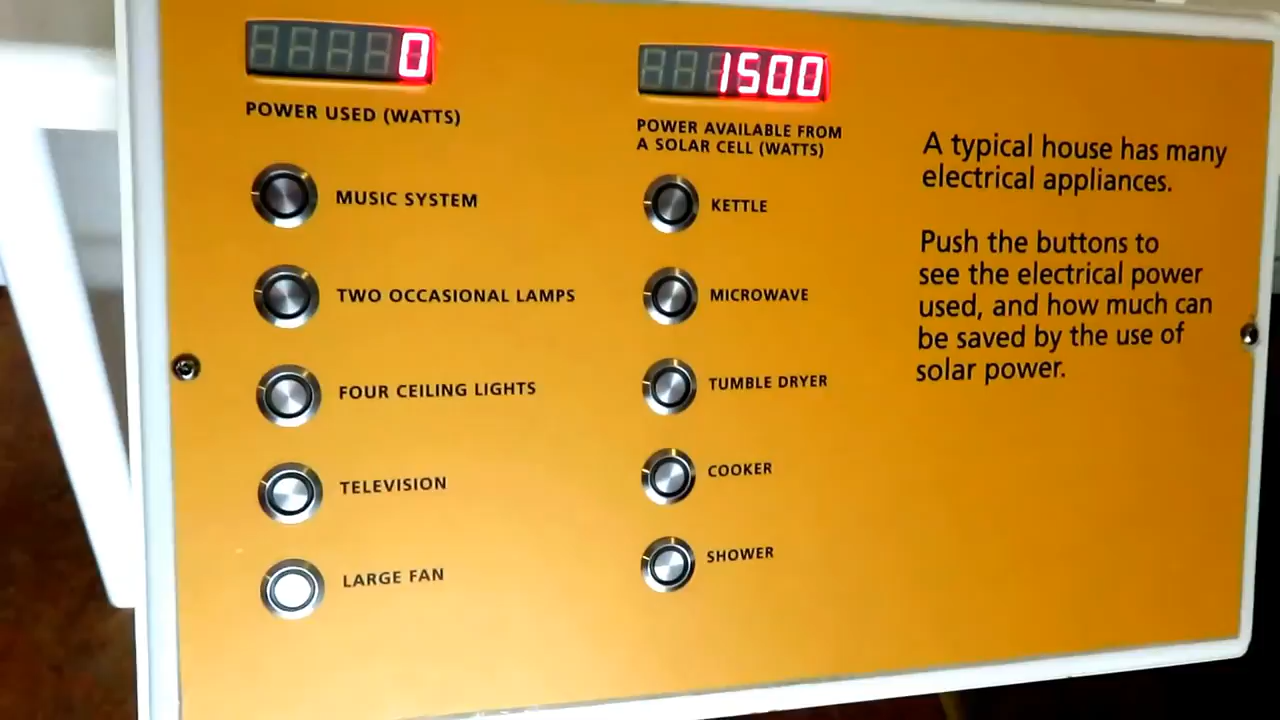 0
POWER USED (WATTS)
MUSIC SYSTEM
TWO OCCASIONAL LAMPS
FOUR CEILING LIGHTS
TELEVISION
LARGE FAN
1500
POWER AVAILABLE FROM
A SOLAR CELL (WATTS)
KETTLE
MICROWAVE
TUMBLE DRYER
COOKER
SHOWER
A typical house has many
electrical appliances.
Push the buttons to
see the electrical power
used, and how much can
be saved by the use of
solar power.